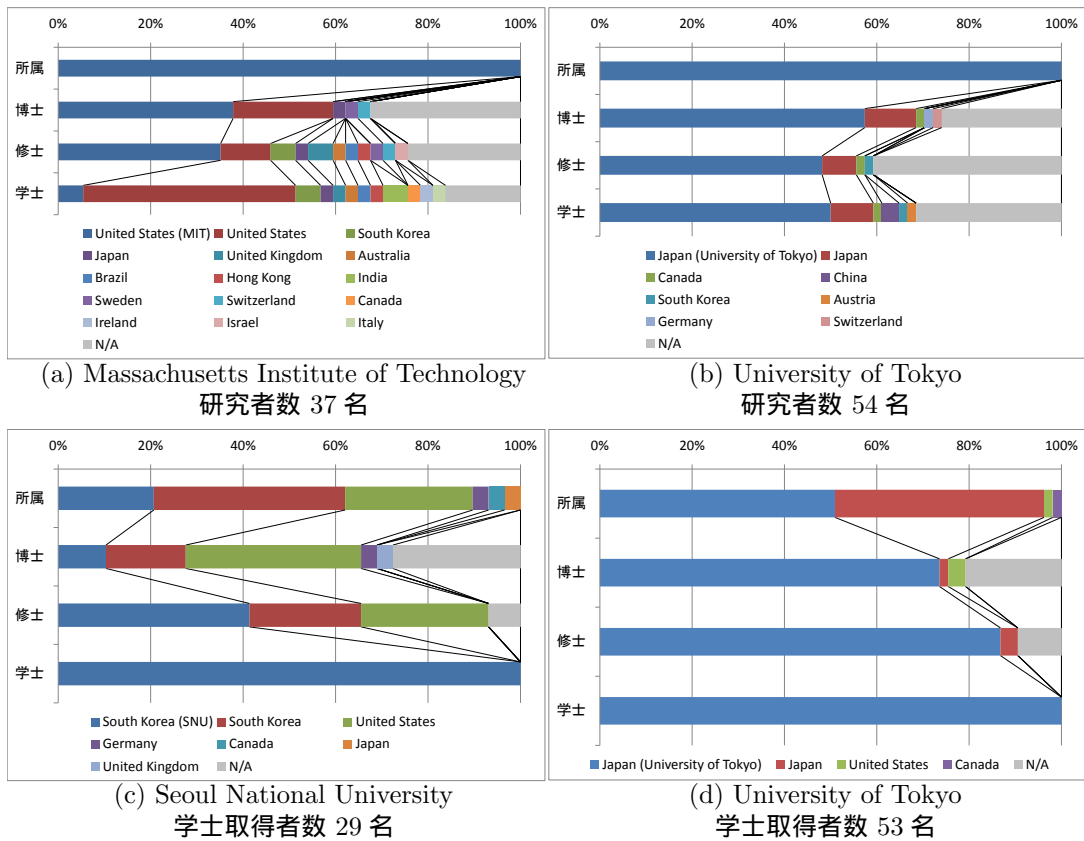 0% 20% 40% 60% 80% 100%
所属
博士
修士
学士
United States (MIT) United States South Korea
Japan United Kingdom Australia
Brazil Hong Kong India
Sweden Switzerland Canada
Ireland Israel Italy
N/A
(a) Massachusetts Institute of Technology
研究者数 37 名
0% 20% 40% 60% 80% 100%
所属
博士
修士
学士
Japan (University of Tokyo) Japan
Canada China
South Korea Austria
Germany Switzerland
N/A
(b) University of Tokyo
研究者数 54 名
0% 20% 40% 60% 80% 100%
所属
博士
修士
学士
South Korea (SNU) South Korea United States
Germany Canada Japan
United Kingdom N/A
(c) Seoul National University
学士取得者数 29 名
0% 20% 40% 60% 80% 100%
所属
博士
修士
学士
Japan (University of Tokyo) Japan United States Canada N/A
(d) University of Tokyo
学士取得者数 53 名